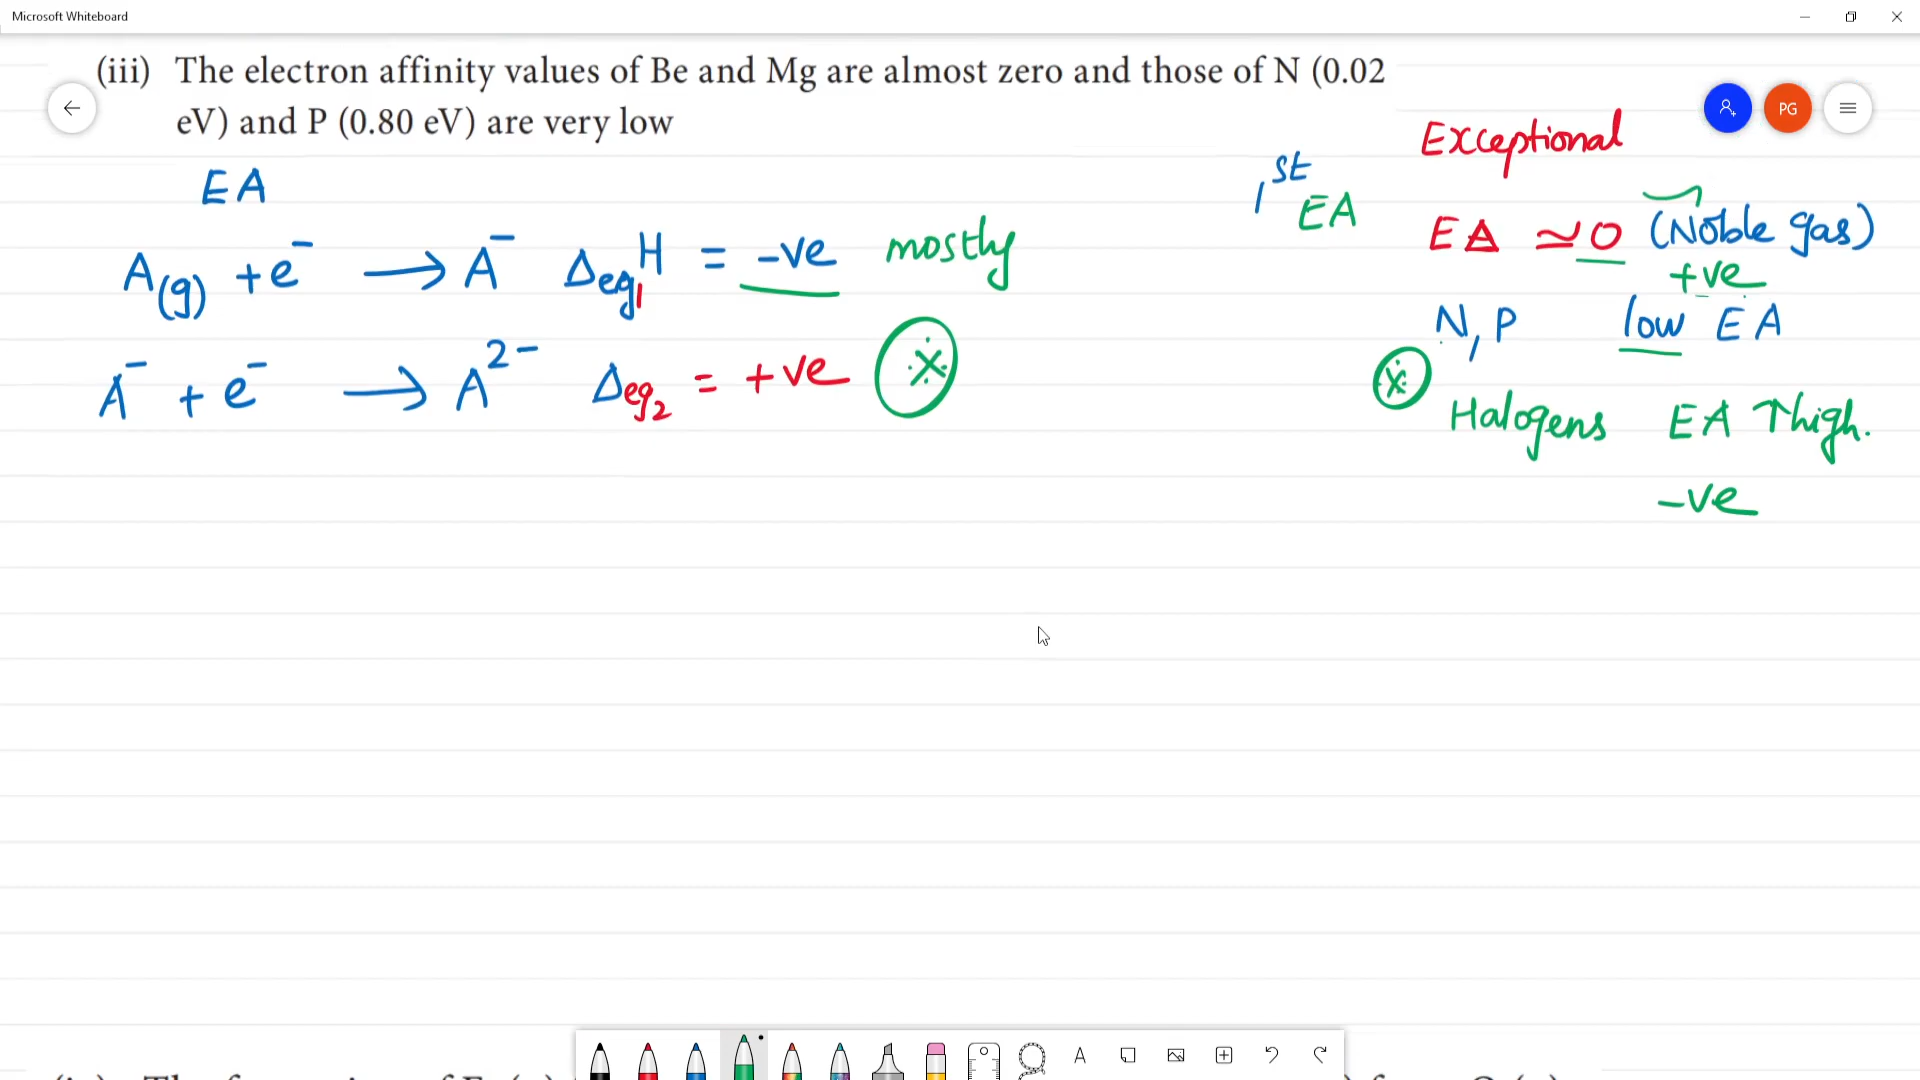 Microsoft Whiteboard
(iii) The electron affinity values of Be and Mg are almost zero and those of N (0.02
eV) and P (0.80 eV) are very low
PG
EA
A(g) + e⁻ → A⁻ ΔegH₁ = -ve mostly
A⁻ + e⁻ → A²⁻ Δeg₂ = +ve
1st EA
Exceptional
EA ≃ 0 (Noble gas)
+ve
N, P low EA
Halogens EA ↑high.
-ve
A